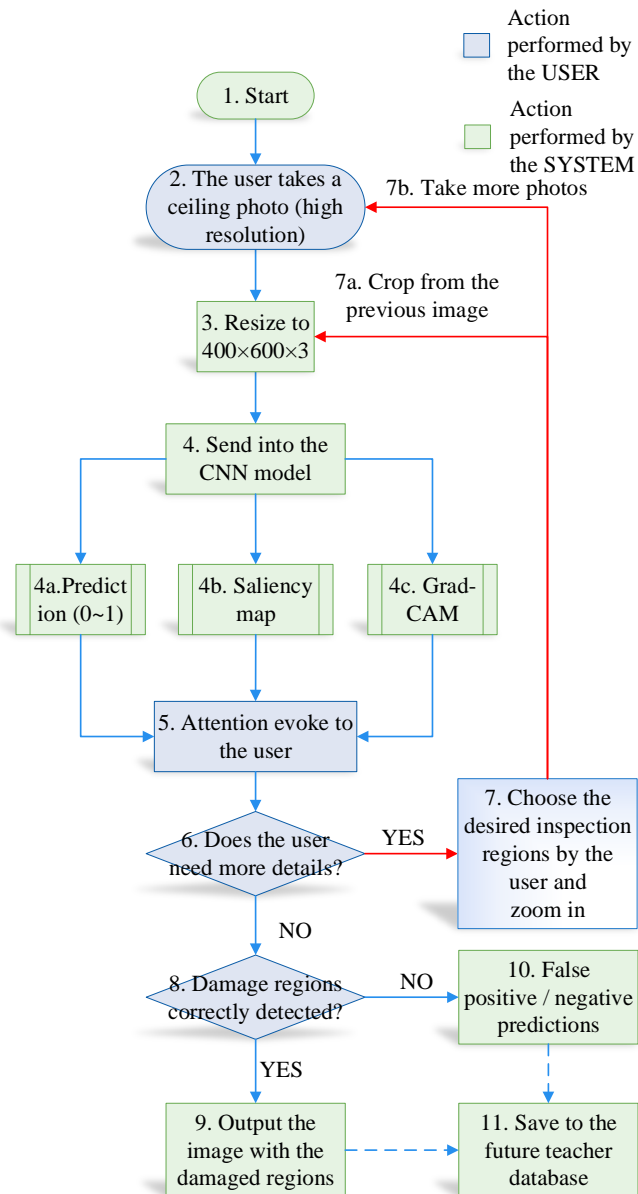 Action
performed by
the USER
1. Start
Action
performed by
the SYSTEM
7b. Take more photos
2. The user takes a
ceiling photo (high
resolution)
7a. Crop from the
previous image
3. Resize to
400×600×3
4. Send into the
CNN model
4a.Predict
ion (0~1)
4b. Saliency
map
4c. Grad-
CAM
5. Attention evoke to
the user
6. Does the user
need more details?
YES
7. Choose the
desired inspection
regions by the
user and
zoom in
NO
8. Damage regions
correctly detected?
NO
10. False
positive / negative
predictions
YES
9. Output the
image with the
damaged regions
11. Save to the
future teacher
database